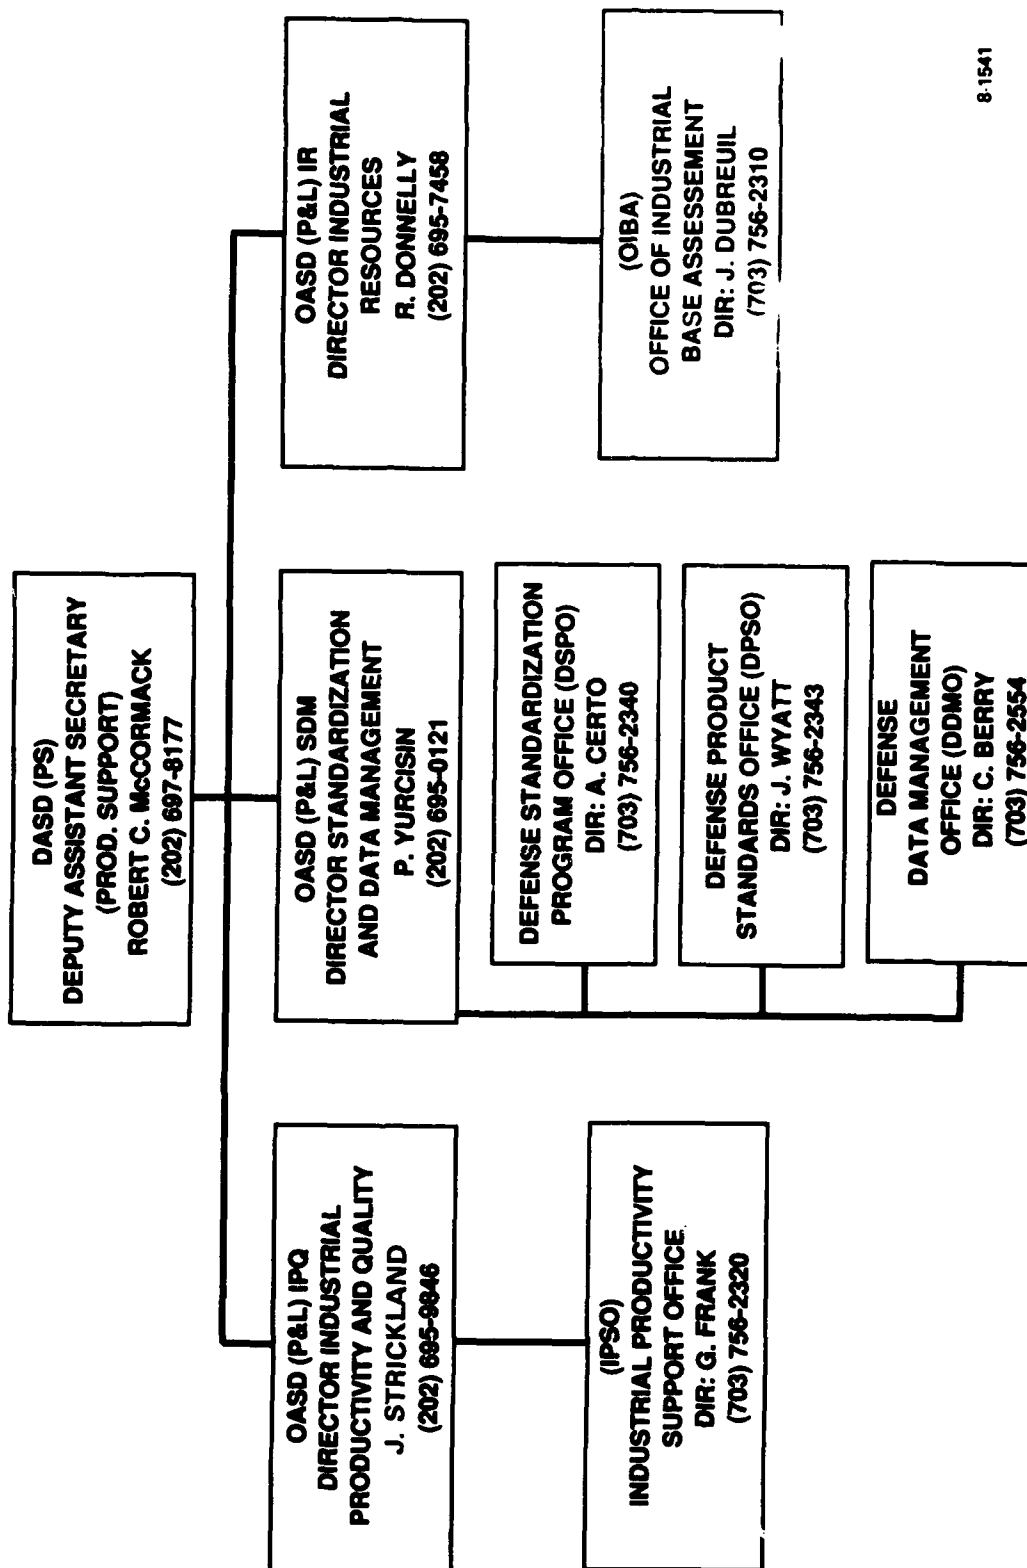 DASD (PS)
DEPUTY ASSISTANT SECRETARY
(PROD. SUPPORT)
ROBERT C. McCORMACK
(202) 697-8177
OASD (P&L) IPQ
DIRECTOR INDUSTRIAL
PRODUCTIVITY AND QUALITY
J. STRICKLAND
(202) 695-9846
OASD (P&L) SDM
DIRECTOR STANDARDIZATION
AND DATA MANAGEMENT
P. YURCISIN
(202) 695-0121
OASD (P&L) IR
DIRECTOR INDUSTRIAL
RESOURCES
R. DONNELLY
(202) 695-7458
(IPSO)
INDUSTRIAL PRODUCTIVITY
SUPPORT OFFICE
DIR: G. FRANK
(703) 756-2320
DEFENSE STANDARDIZATION
PROGRAM OFFICE (DSPO)
DIR: A. CERTO
(703) 756-2340
DEFENSE PRODUCT
STANDARDS OFFICE (DPSO)
DIR: J. WYATT
(703) 756-2343
DEFENSE
DATA MANAGEMENT
OFFICE (DDMO)
DIR: C. BERRY
(703) 756-2554
(OIBA)
OFFICE OF INDUSTRIAL
BASE ASSESSEMENT
DIR: J. DUBREUIL
(703) 756-2310
8-1541